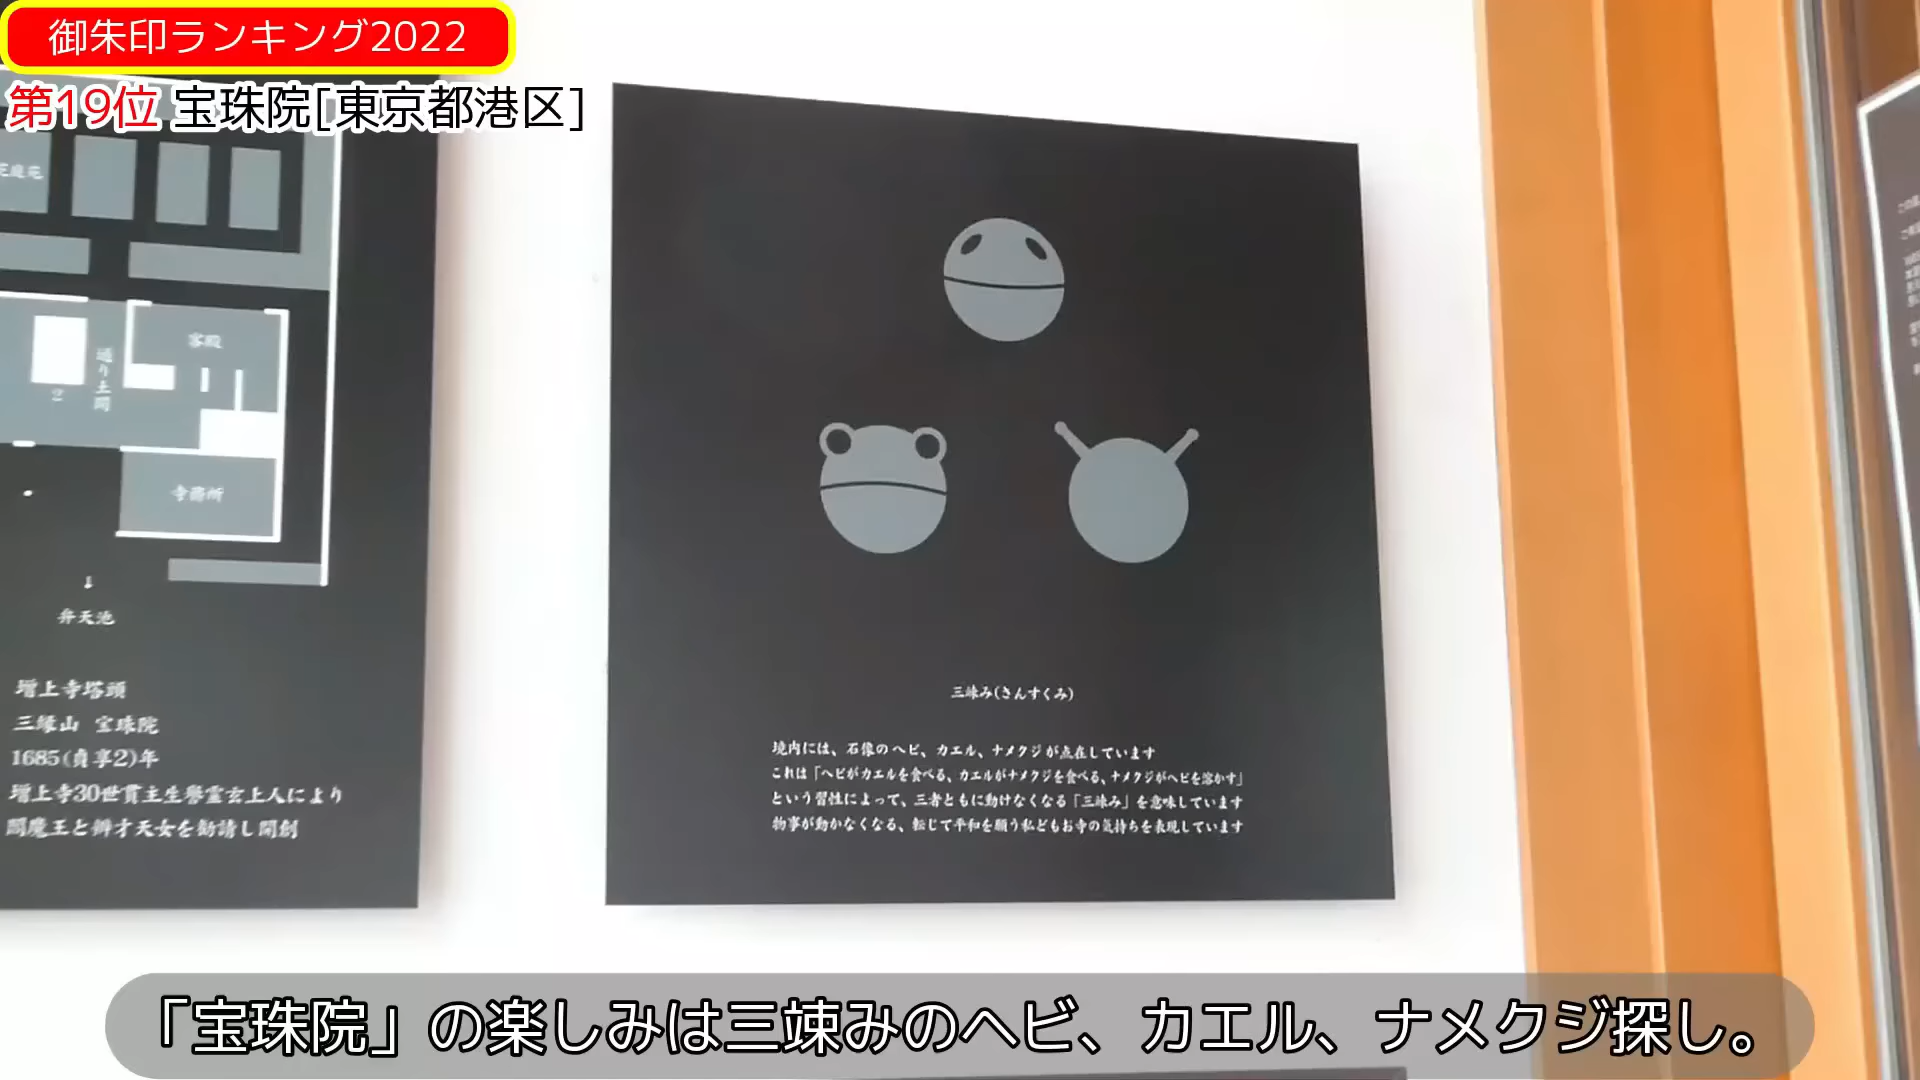 御朱印ランキング2022
第19位 宝珠院[東京都港区]
客殿
通り土間
2
寺務所
↓
弁天池
増上寺塔頭
三縁山 宝珠院
1685(貞享2)年
増上寺30世貫主生誉霊玄上人により
閻魔王と辯才天女を勧請し開創
三竦み(さんすくみ)
境内には、石像のヘビ、カエル、ナメクジが点在しています
これは「ヘビがカエルを食べる、カエルがナメクジを食べる、ナメクジがヘビを溶かす」
という習性によって、三者ともに動けなくなる「三竦み」を意味しています
物事が動かなくなる、転じて平和を願う私どもお寺の気持ちを表現しています
「宝珠院」の楽しみは三竦みのヘビ、カエル、ナメクジ探し。